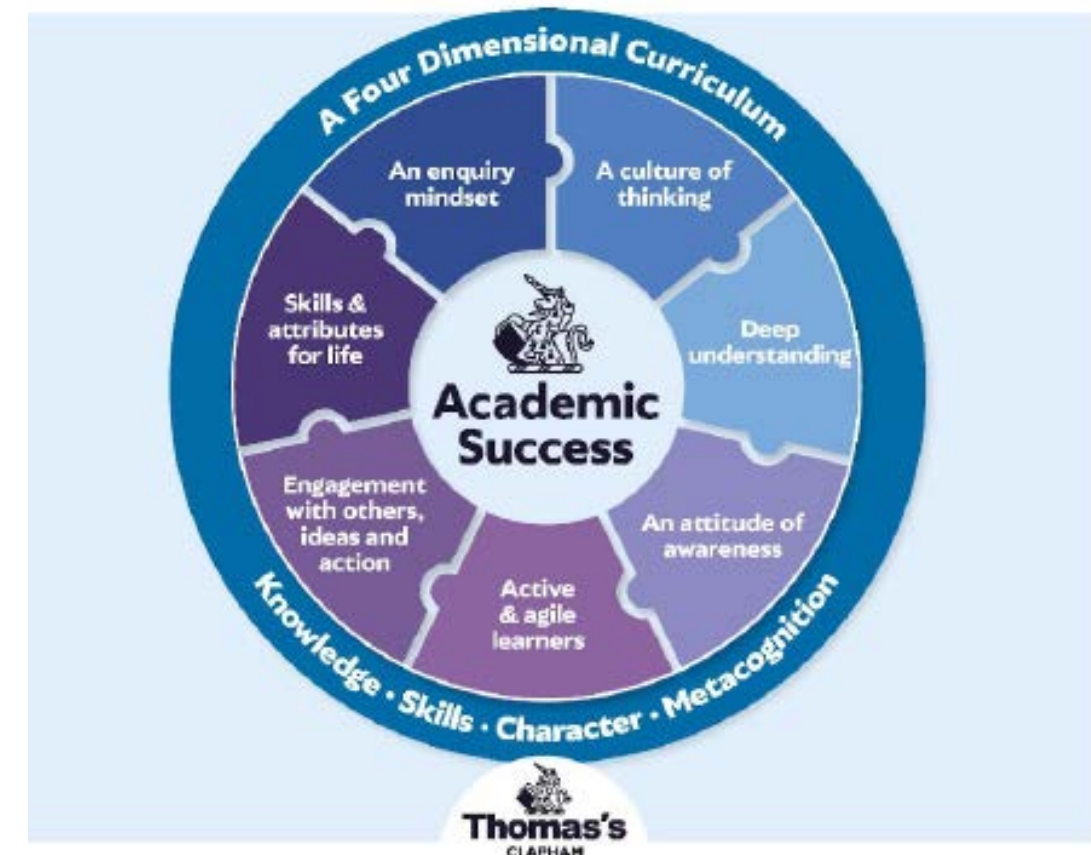 A Four Dimensional Curriculum
An enquiry
mindset
A culture of
thinking
Skills &
attributes
for life
Deep
understanding
Academic
Success
Engagement
with others,
ideas and
action
An attitude of
awareness
Active
& agile
learners
Knowledge • Skills • Character • Metacognition
Thomas's
CLAPHAM